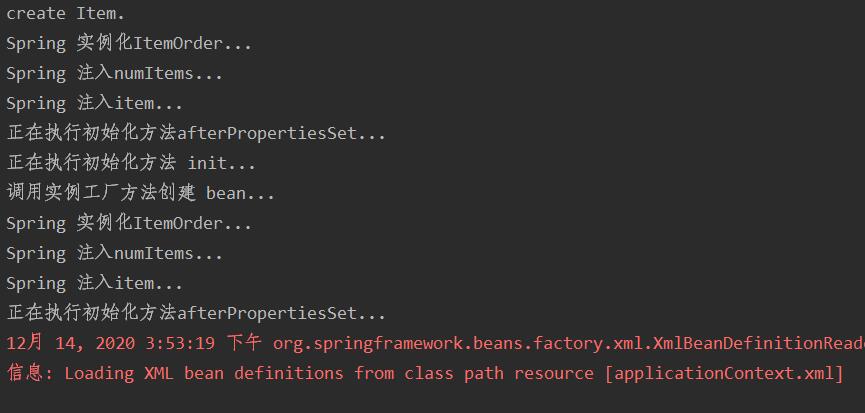 create Item.
Spring 实例化ItemOrder...
Spring 注入numItems...
Spring 注入item...
正在执行初始化方法afterPropertiesSet...
正在执行初始化方法 init...
调用实例工厂方法创建 bean...
Spring 实例化ItemOrder...
Spring 注入numItems...
Spring 注入item...
正在执行初始化方法afterPropertiesSet...
12月 14, 2020 3:53:19 下午 org.springframework.beans.factory.xml.XmlBeanDefinitionReade
信息: Loading XML bean definitions from class path resource [applicationContext.xml]